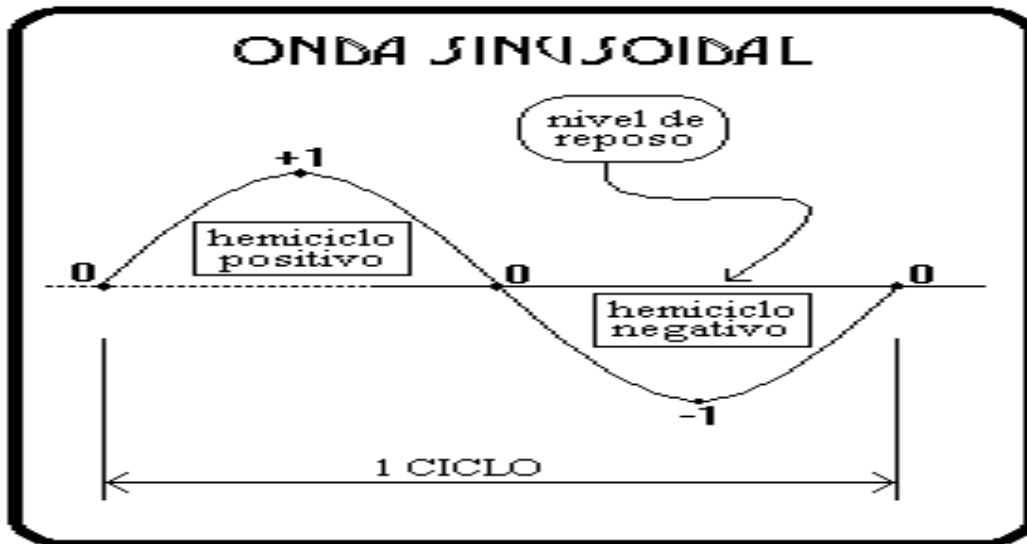 ONDA SINUSOIDAL
nivel de
reposo
+1
hemiciclo
positivo
0
0
0
hemiciclo
negativo
-1
1 CICLO